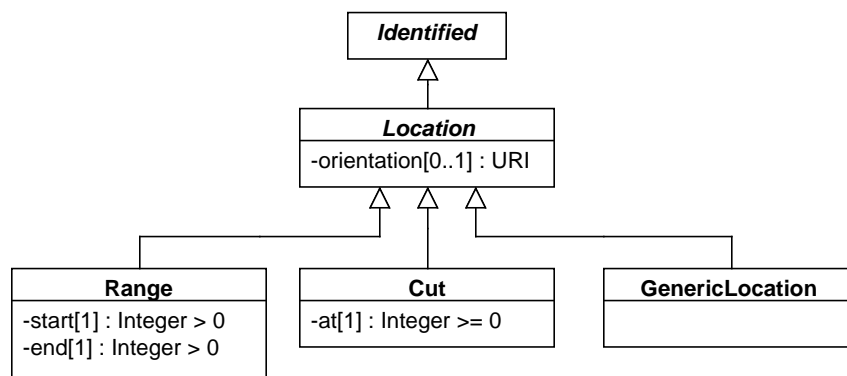 Identified
Location
-orientation[0..1] : URI
Range
-start[1] : Integer > 0
-end[1] : Integer > 0
Cut
-at[1] : Integer >= 0
GenericLocation